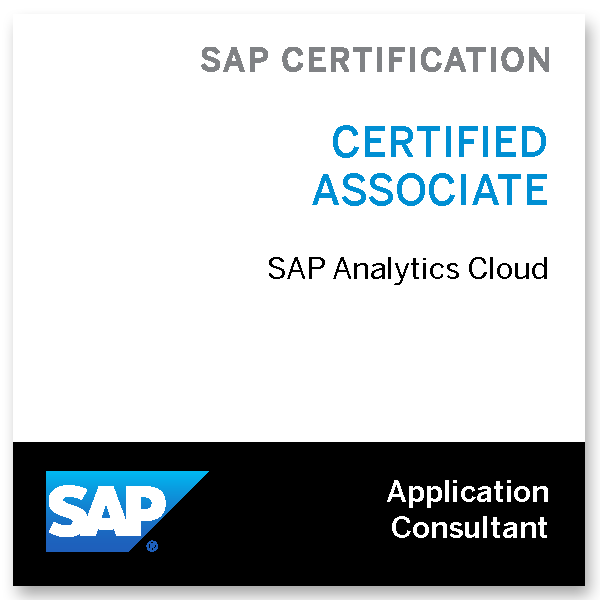 SAP CERTIFICATION
CERTIFIED
ASSOCIATE
SAP Analytics Cloud
SAP®
Application
Consultant